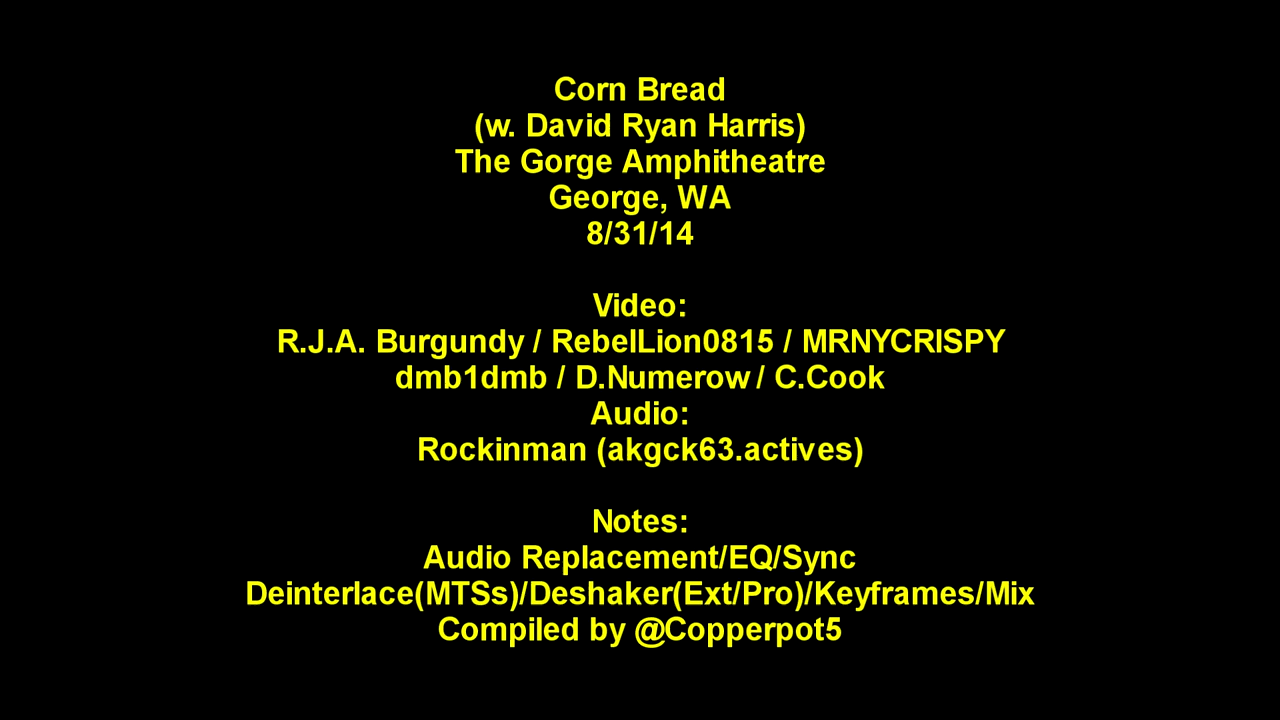 Corn Bread
(w. David Ryan Harris)
The Gorge Amphitheatre
George, WA
8/31/14
Video:
R.J.A. Burgundy / RebelLion0815 / MRNYCRISPY
dmb1dmb / D.Numerow / C.Cook
Audio:
Rockinman (akgck63.actives)
Notes:
Audio Replacement/EQ/Sync
Deinterlace(MTSs)/Deshaker(Ext/Pro)/Keyframes/Mix
Compiled by @Copperpot5